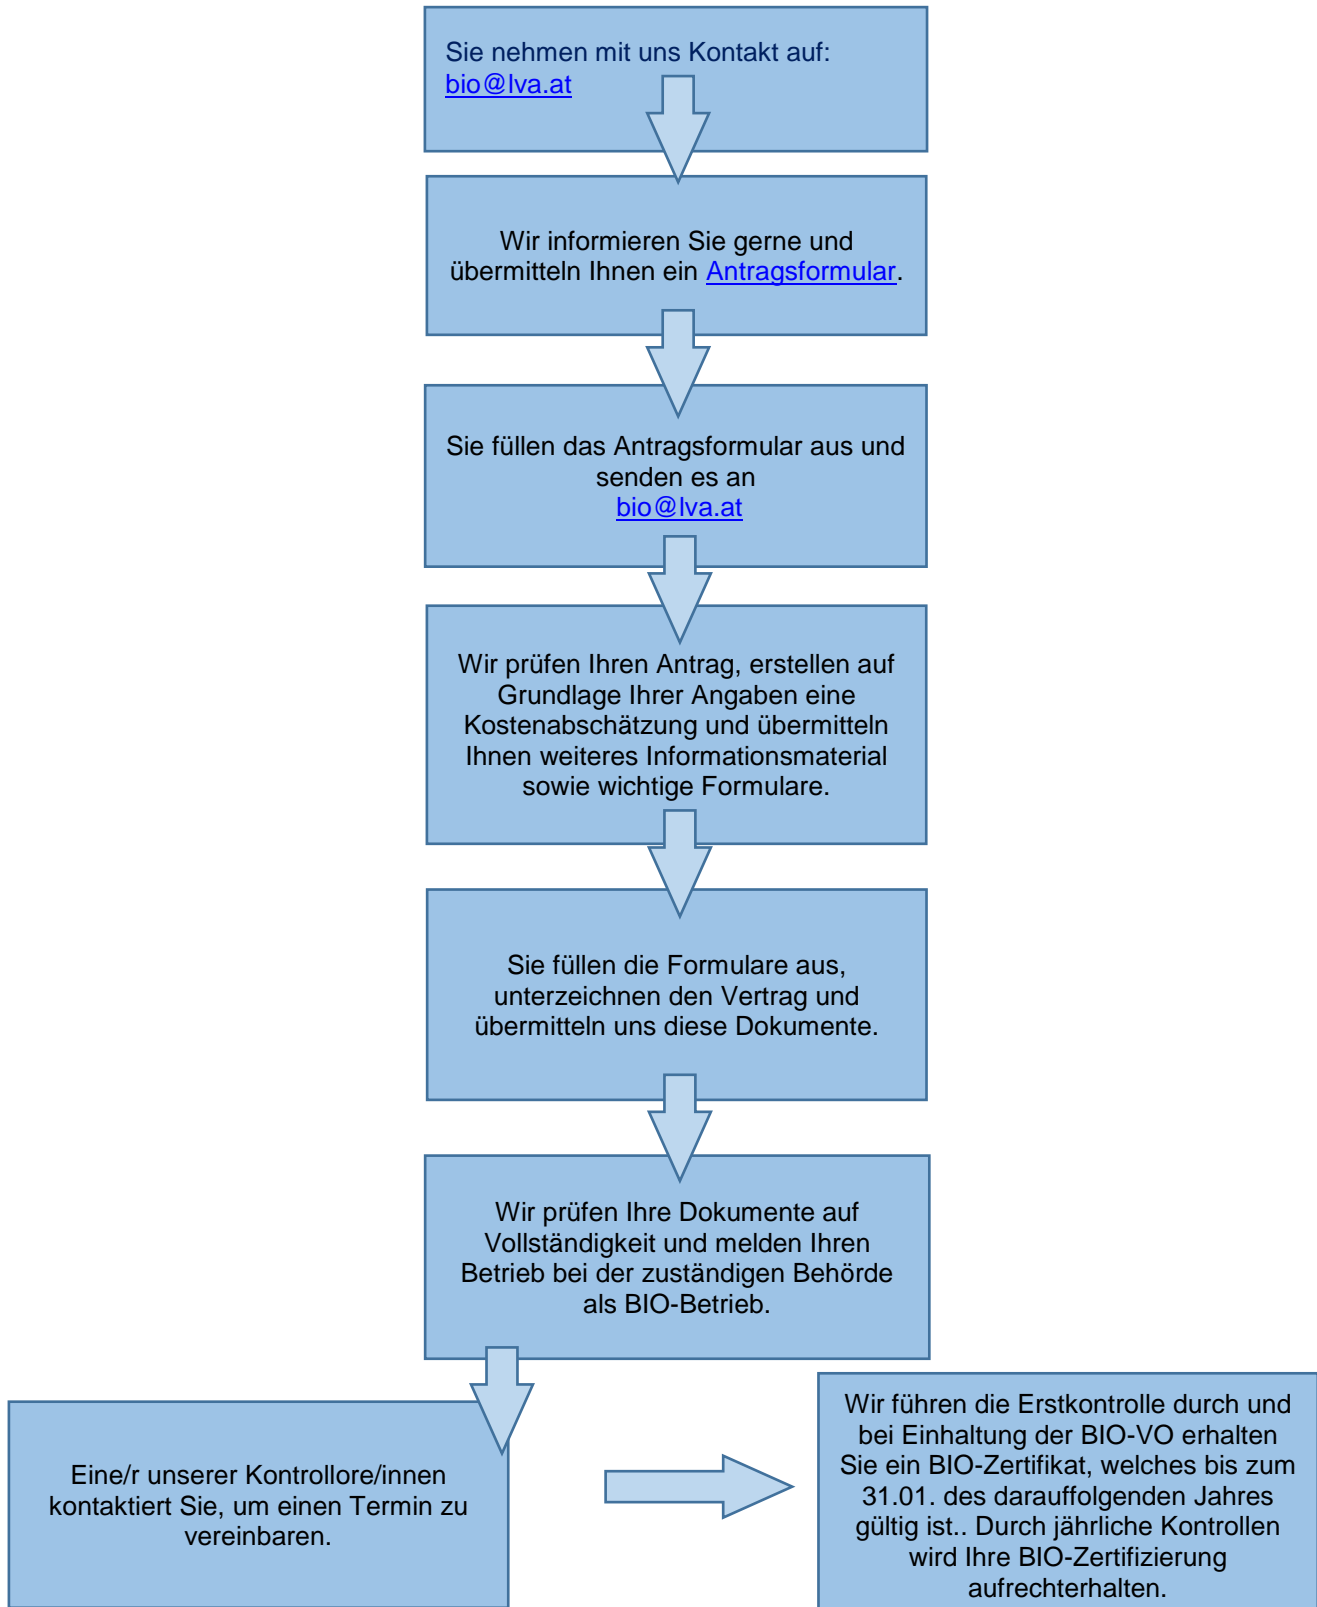 Sie nehmen mit uns Kontakt auf:
bio@lva.at
Wir informieren Sie gerne und
übermitteln Ihnen ein Antragsformular.
Sie füllen das Antragsformular aus und
senden es an
bio@lva.at
Wir prüfen Ihren Antrag, erstellen auf
Grundlage Ihrer Angaben eine
Kostenabschätzung und übermitteln
Ihnen weiteres Informationsmaterial
sowie wichtige Formulare.
Sie füllen die Formulare aus,
unterzeichnen den Vertrag und
übermitteln uns diese Dokumente.
Wir prüfen Ihre Dokumente auf
Vollständigkeit und melden Ihren
Betrieb bei der zuständigen Behörde
als BIO-Betrieb.
Eine/r unserer Kontrollore/innen
kontaktiert Sie, um einen Termin zu
vereinbaren.
Wir führen die Erstkontrolle durch und
bei Einhaltung der BIO-VO erhalten
Sie ein BIO-Zertifikat, welches bis zum
31.01. des darauffolgenden Jahres
gültig ist.. Durch jährliche Kontrollen
wird Ihre BIO-Zertifizierung
aufrechterhalten.